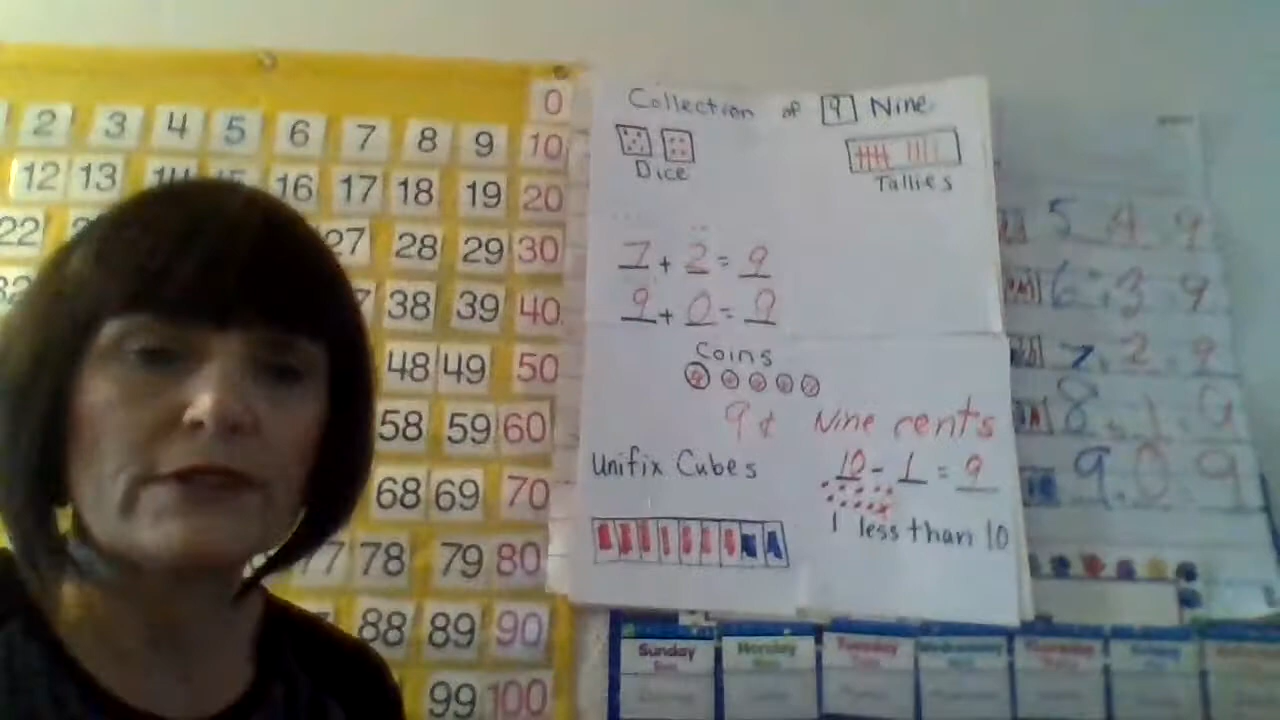 0
2 3 4 5 6 7 8 9 10
12 13 14 15 16 17 18 19 20
22 27 28 29 30
38 39 40
48 49 50
58 59 60
68 69 70
77 78 79 80
88 89 90
99 100
Collection of 9 Nine
Dice
Tallies
7 + 2 = 9
9 + 0 = 9
Coins
9¢ Nine cents
Unifix Cubes
10 - 1 = 9
1 less than 10
5 4 9
6 3 9
7 2 9
8 1 9
9 0 9
Sunday Monday Tuesday Wednesday Thursday